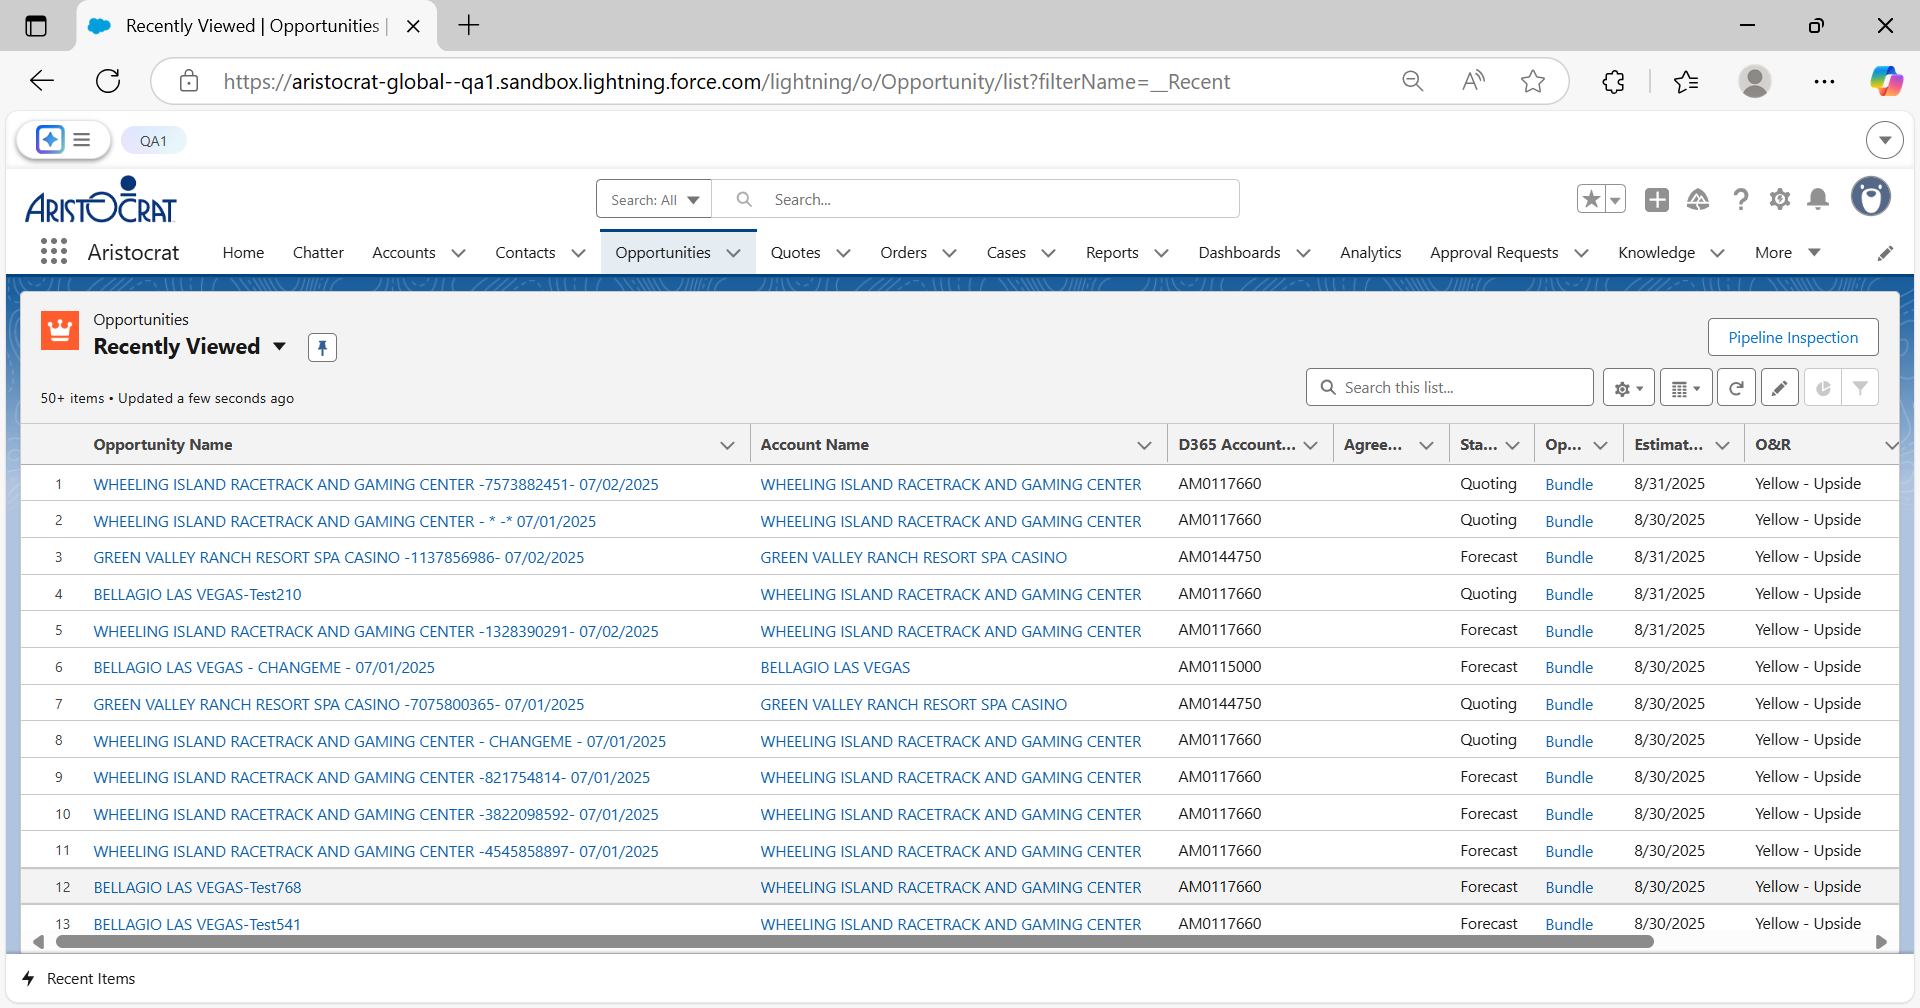 Recently Viewed | Opportunities |
https://aristocrat-global--qa1.sandbox.lightning.force.com/lightning/o/Opportunity/list?filterName=__Recent
QA1
ARISTOCRAT
Search: All Search...
Aristocrat Home Chatter Accounts Contacts Opportunities Quotes Orders Cases Reports Dashboards Analytics Approval Requests Knowledge More
Opportunities
Recently Viewed
Pipeline Inspection
50+ items • Updated a few seconds ago
Search this list...
Opportunity Name Account Name D365 Account... Agree... Sta... Op... Estimat... O&R
1 WHEELING ISLAND RACETRACK AND GAMING CENTER -7573882451- 07/02/2025 WHEELING ISLAND RACETRACK AND GAMING CENTER AM0117660 Quoting Bundle 8/31/2025 Yellow - Upside
2 WHEELING ISLAND RACETRACK AND GAMING CENTER - * -* 07/01/2025 WHEELING ISLAND RACETRACK AND GAMING CENTER AM0117660 Quoting Bundle 8/30/2025 Yellow - Upside
3 GREEN VALLEY RANCH RESORT SPA CASINO -1137856986- 07/02/2025 GREEN VALLEY RANCH RESORT SPA CASINO AM0144750 Forecast Bundle 8/31/2025 Yellow - Upside
4 BELLAGIO LAS VEGAS-Test210 WHEELING ISLAND RACETRACK AND GAMING CENTER AM0117660 Quoting Bundle 8/31/2025 Yellow - Upside
5 WHEELING ISLAND RACETRACK AND GAMING CENTER -1328390291- 07/02/2025 WHEELING ISLAND RACETRACK AND GAMING CENTER AM0117660 Forecast Bundle 8/31/2025 Yellow - Upside
6 BELLAGIO LAS VEGAS - CHANGEME - 07/01/2025 BELLAGIO LAS VEGAS AM0115000 Forecast Bundle 8/30/2025 Yellow - Upside
7 GREEN VALLEY RANCH RESORT SPA CASINO -7075800365- 07/01/2025 GREEN VALLEY RANCH RESORT SPA CASINO AM0144750 Quoting Bundle 8/30/2025 Yellow - Upside
8 WHEELING ISLAND RACETRACK AND GAMING CENTER - CHANGEME - 07/01/2025 WHEELING ISLAND RACETRACK AND GAMING CENTER AM0117660 Quoting Bundle 8/30/2025 Yellow - Upside
9 WHEELING ISLAND RACETRACK AND GAMING CENTER -821754814- 07/01/2025 WHEELING ISLAND RACETRACK AND GAMING CENTER AM0117660 Forecast Bundle 8/30/2025 Yellow - Upside
10 WHEELING ISLAND RACETRACK AND GAMING CENTER -3822098592- 07/01/2025 WHEELING ISLAND RACETRACK AND GAMING CENTER AM0117660 Forecast Bundle 8/30/2025 Yellow - Upside
11 WHEELING ISLAND RACETRACK AND GAMING CENTER -4545858897- 07/01/2025 WHEELING ISLAND RACETRACK AND GAMING CENTER AM0117660 Forecast Bundle 8/30/2025 Yellow - Upside
12 BELLAGIO LAS VEGAS-Test768 WHEELING ISLAND RACETRACK AND GAMING CENTER AM0117660 Forecast Bundle 8/30/2025 Yellow - Upside
13 BELLAGIO LAS VEGAS-Test541 WHEELING ISLAND RACETRACK AND GAMING CENTER AM0117660 Forecast Bundle 8/30/2025 Yellow - Upside
Recent Items